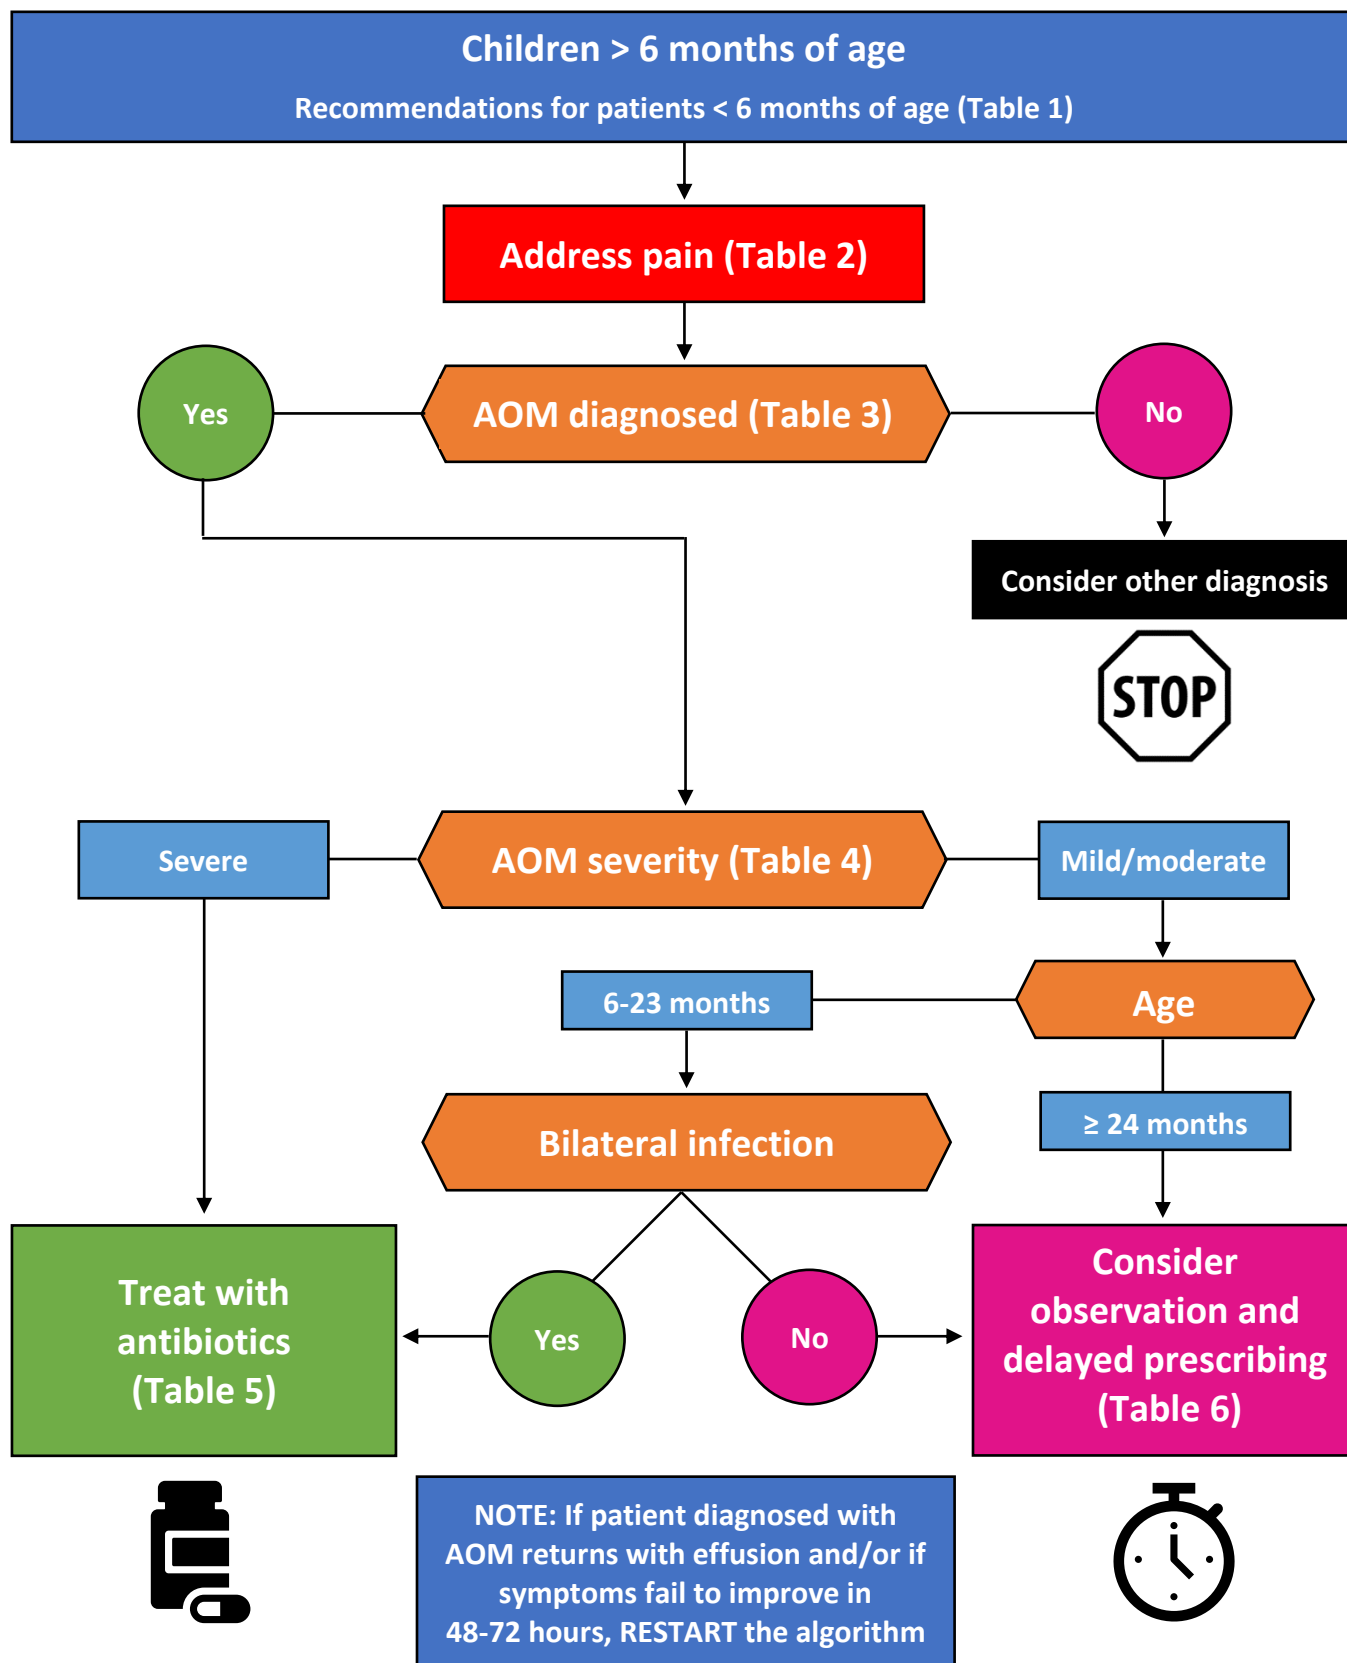 Children > 6 months of age
Recommendations for patients < 6 months of age (Table 1)
Address pain (Table 2)
Yes
AOM diagnosed (Table 3)
No
Consider other diagnosis
STOP
Severe
AOM severity (Table 4)
Mild/moderate
6-23 months
Age
Bilateral infection
≥ 24 months
Treat with
antibiotics
(Table 5)
Yes
No
Consider
observation and
delayed prescribing
(Table 6)
NOTE: If patient diagnosed with
AOM returns with effusion and/or if
symptoms fail to improve in
48-72 hours, RESTART the algorithm